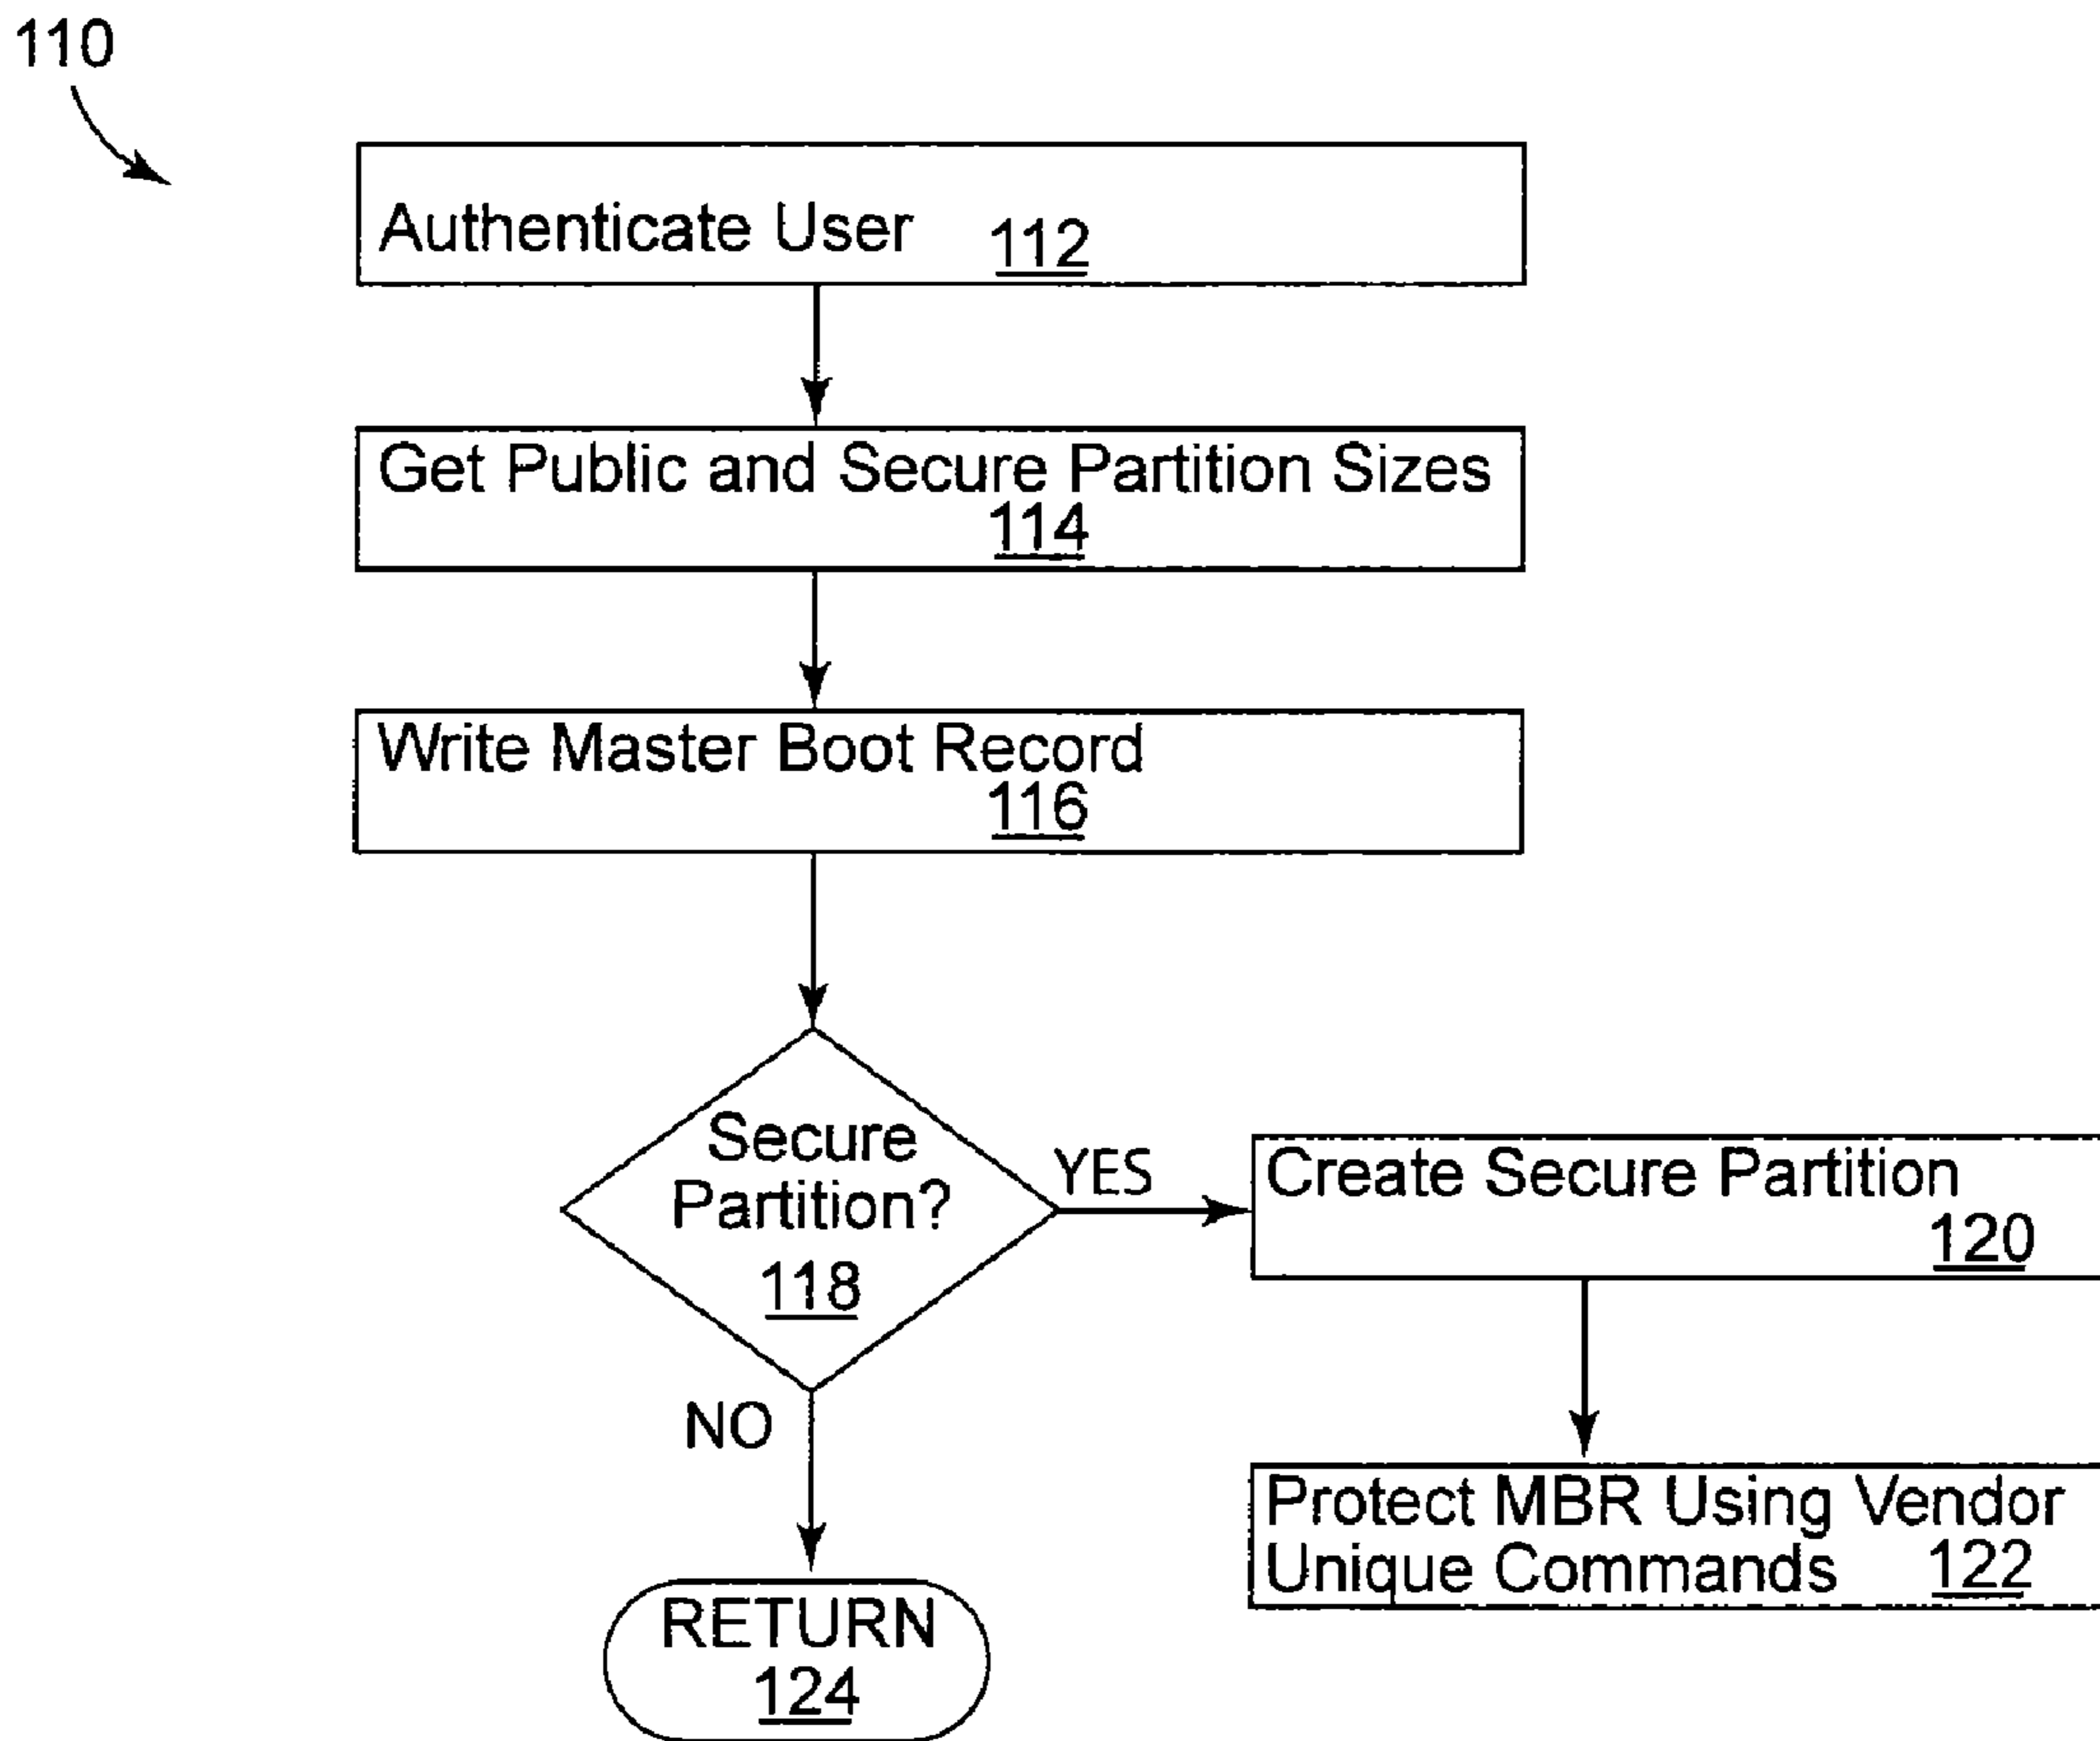 110
Authenticate User 112
Get Public and Secure Partition Sizes
114
Write Master Boot Record
116
Secure
Partition?
118
YES
Create Secure Partition
120
NO
Protect MBR Using Vendor
Unique Commands 122
RETURN
124